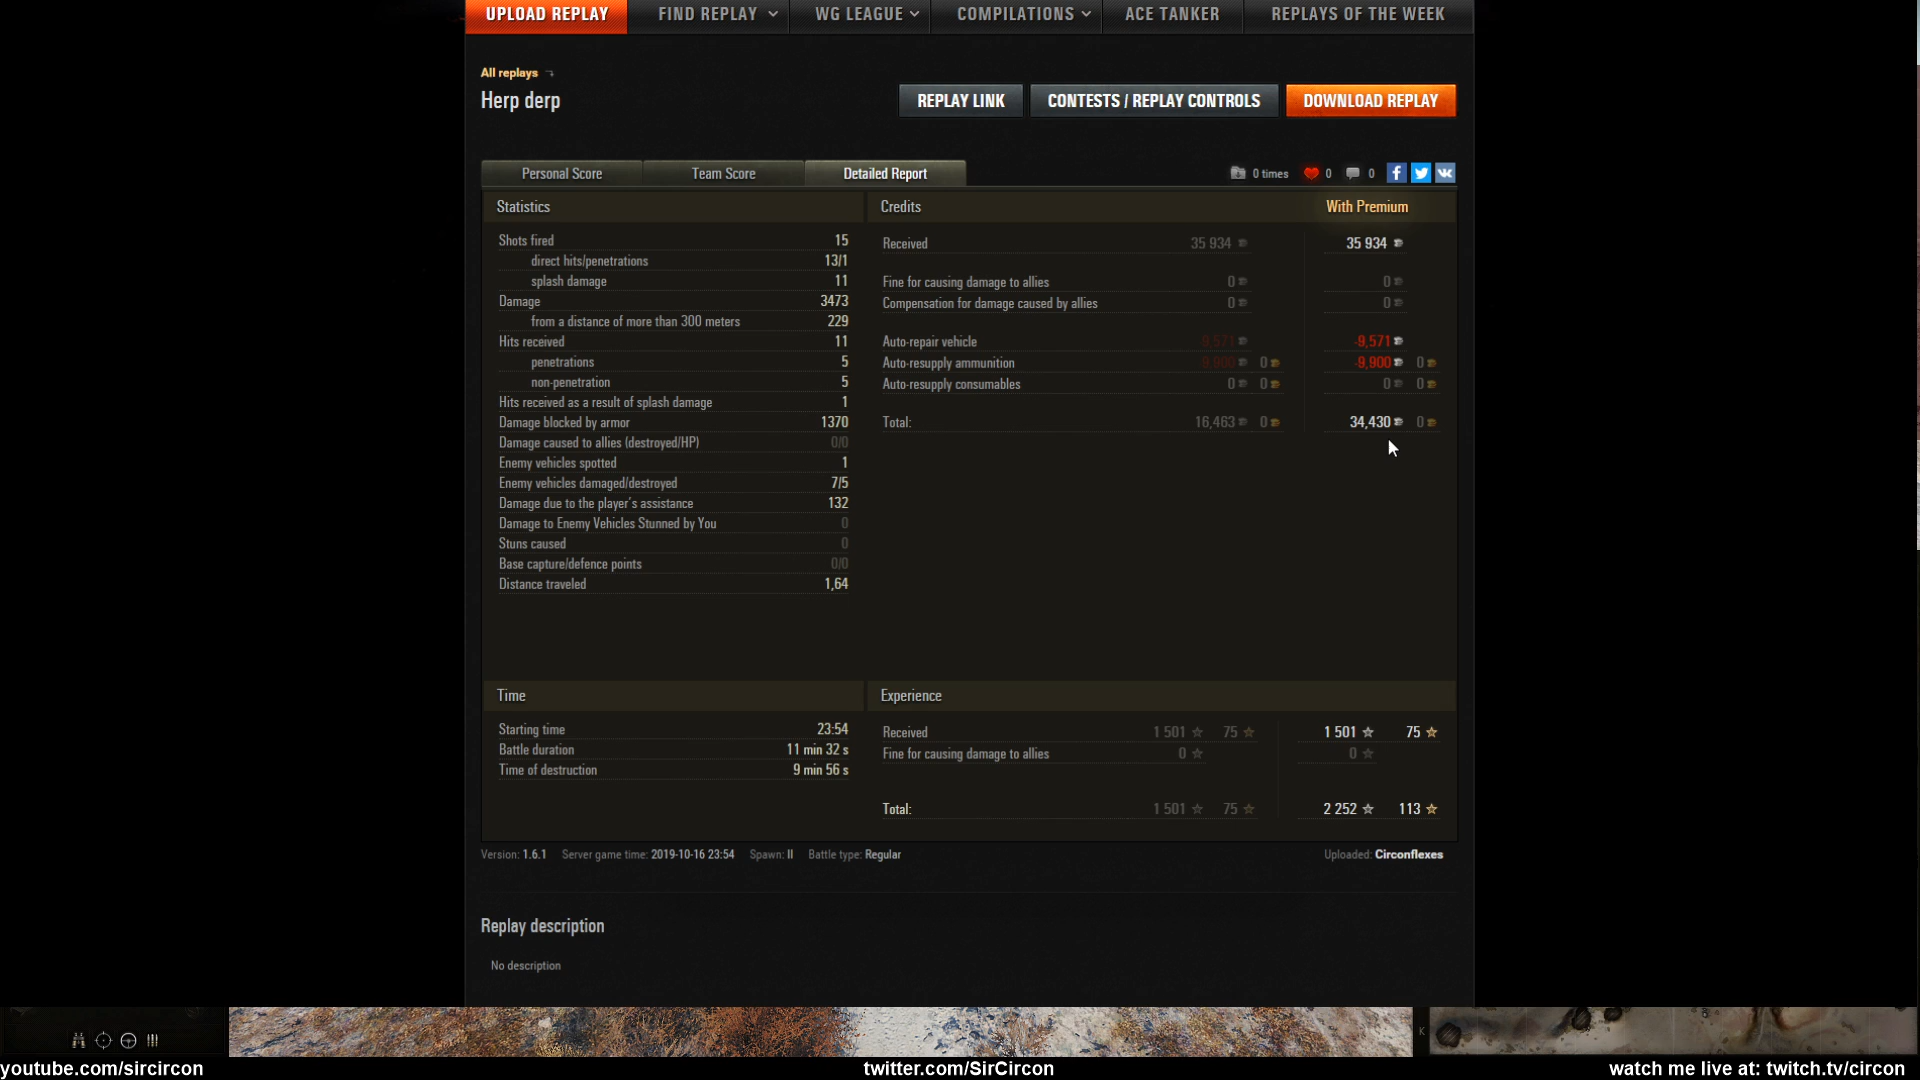 UPLOAD REPLAY FIND REPLAY WG LEAGUE COMPILATIONS ACE TANKER REPLAYS OF THE WEEK
All replays
Herp derp
REPLAY LINK CONTESTS / REPLAY CONTROLS DOWNLOAD REPLAY
Personal Score Team Score Detailed Report 0 times 0 0
Statistics Credits With Premium
Shots fired 15
direct hits/penetrations 13/1
splash damage 11
Damage 3473
from a distance of more than 300 meters 229
Hits received 11
penetrations 5
non-penetration 5
Hits received as a result of splash damage 1
Damage blocked by armor 1370
Damage caused to allies (destroyed/HP) 0/0
Enemy vehicles spotted 1
Enemy vehicles damaged/destroyed 7/5
Damage due to the player's assistance 132
Damage to Enemy Vehicles Stunned by You 0
Stuns caused 0
Base capture/defence points 0/0
Distance traveled 1,64
Received 35 934 35 934
Fine for causing damage to allies 0 0
Compensation for damage caused by allies 0 0
Auto-repair vehicle -9,571 -9,571
Auto-resupply ammunition -9,900 0 -9,900 0
Auto-resupply consumables 0 0 0 0
Total: 16,463 0 34,430 0
Time Experience
Starting time 23:54
Battle duration 11 min 32 s
Time of destruction 9 min 56 s
Received 1 501 75 1 501 75
Fine for causing damage to allies 0 0
Total: 1 501 75 2 252 113
Version: 1.6.1 Server game time: 2019-10-16 23:54 Spawn: II Battle type: Regular Uploaded: Circonflexes
Replay description
No description
K
youtube.com/sircircon twitter.com/SirCircon watch me live at: twitch.tv/circon